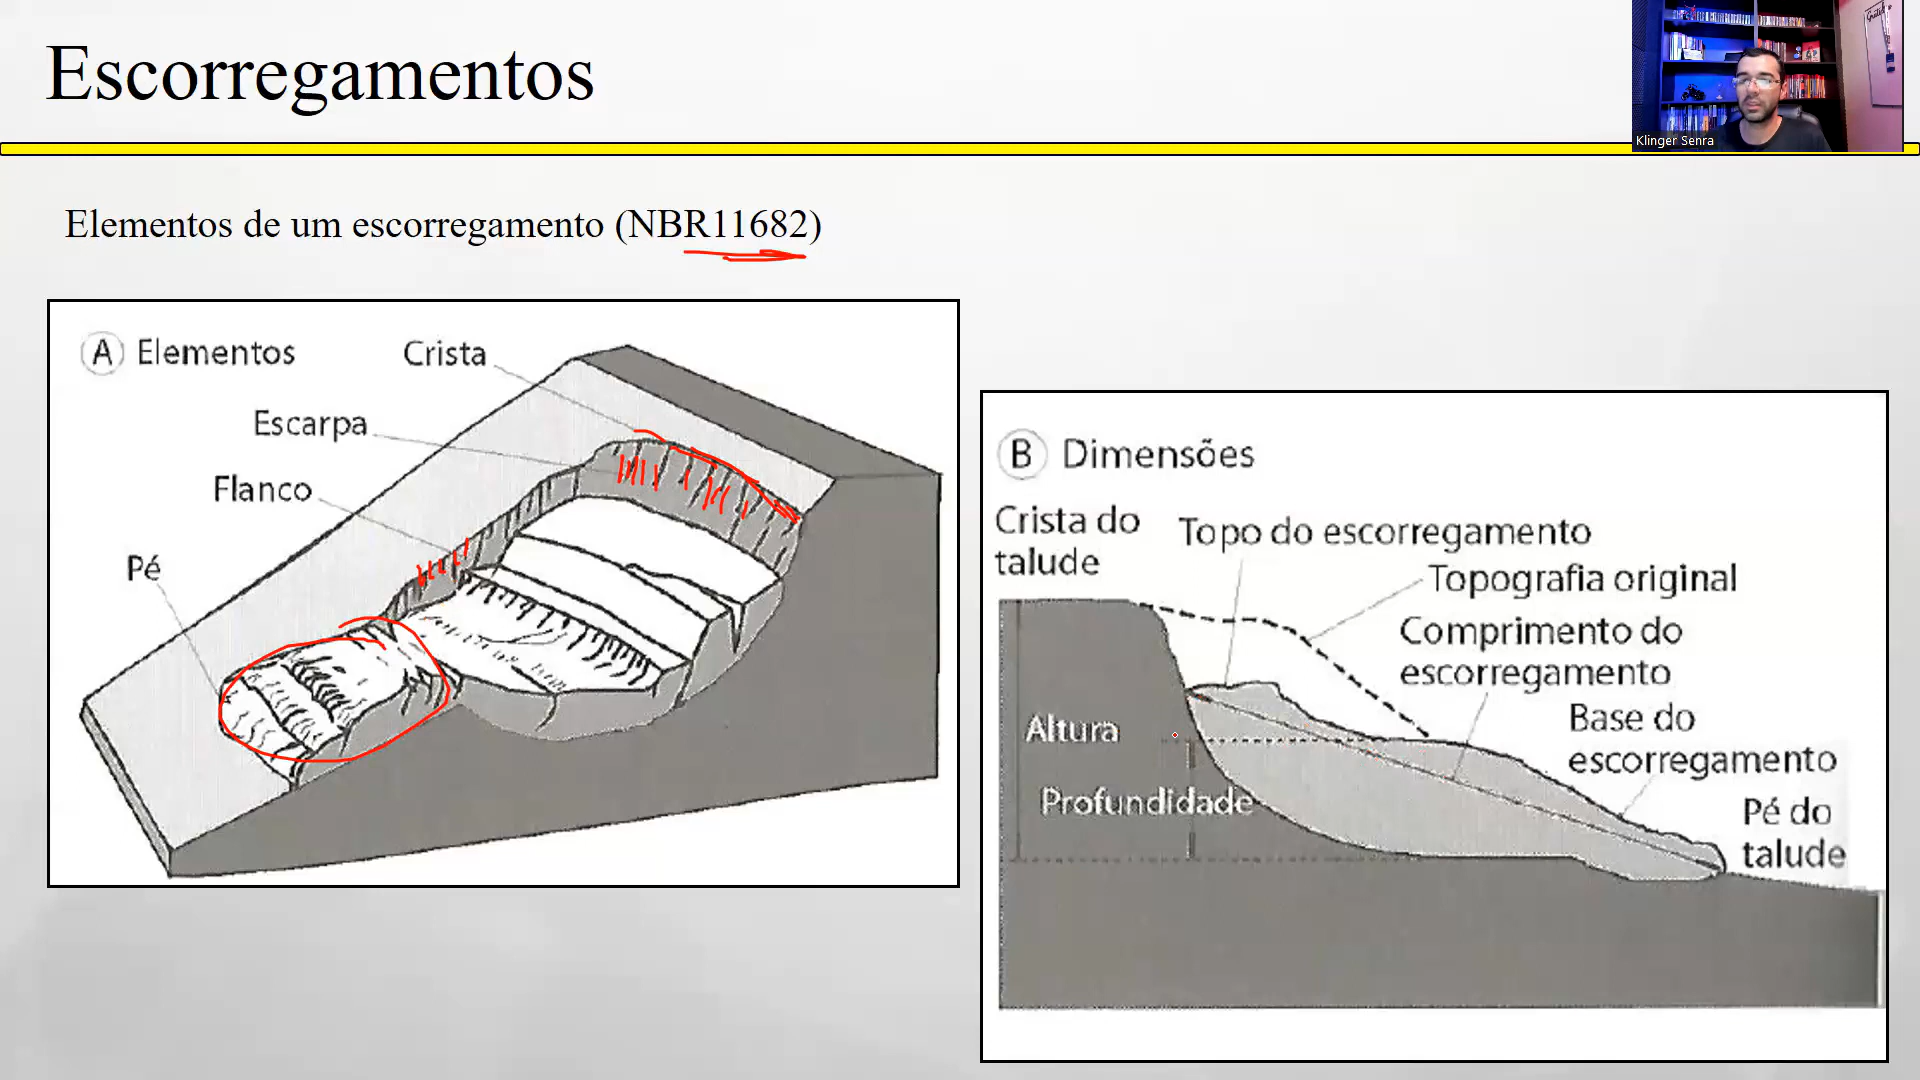 Escorregamentos
Klinger Senra
Elementos de um escorregamento (NBR11682)
A Elementos
Crista
Escarpa
Flanco
Pé
B Dimensões
Crista do
talude
Topo do escorregamento
Topografia original
Comprimento do
escorregamento
Base do
escorregamento
Altura
Profundidade
Pé do
talude